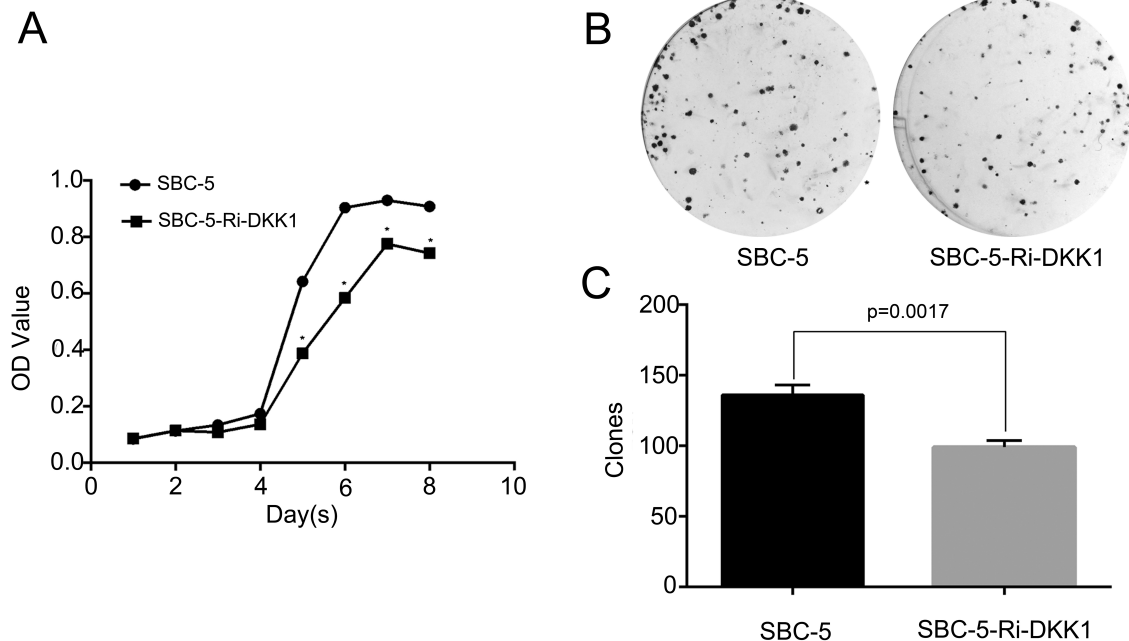 A
1.0
SBC-5
SBC-5-Ri-DKK1
0.8
0.6
0.4
0.2
0.0
OD Value
*
*
*
*
0
2
4
6
8
10
Day(s)
B
SBC-5
SBC-5-Ri-DKK1
C
200
150
100
50
0
Clones
p=0.0017
SBC-5
SBC-5-Ri-DKK1